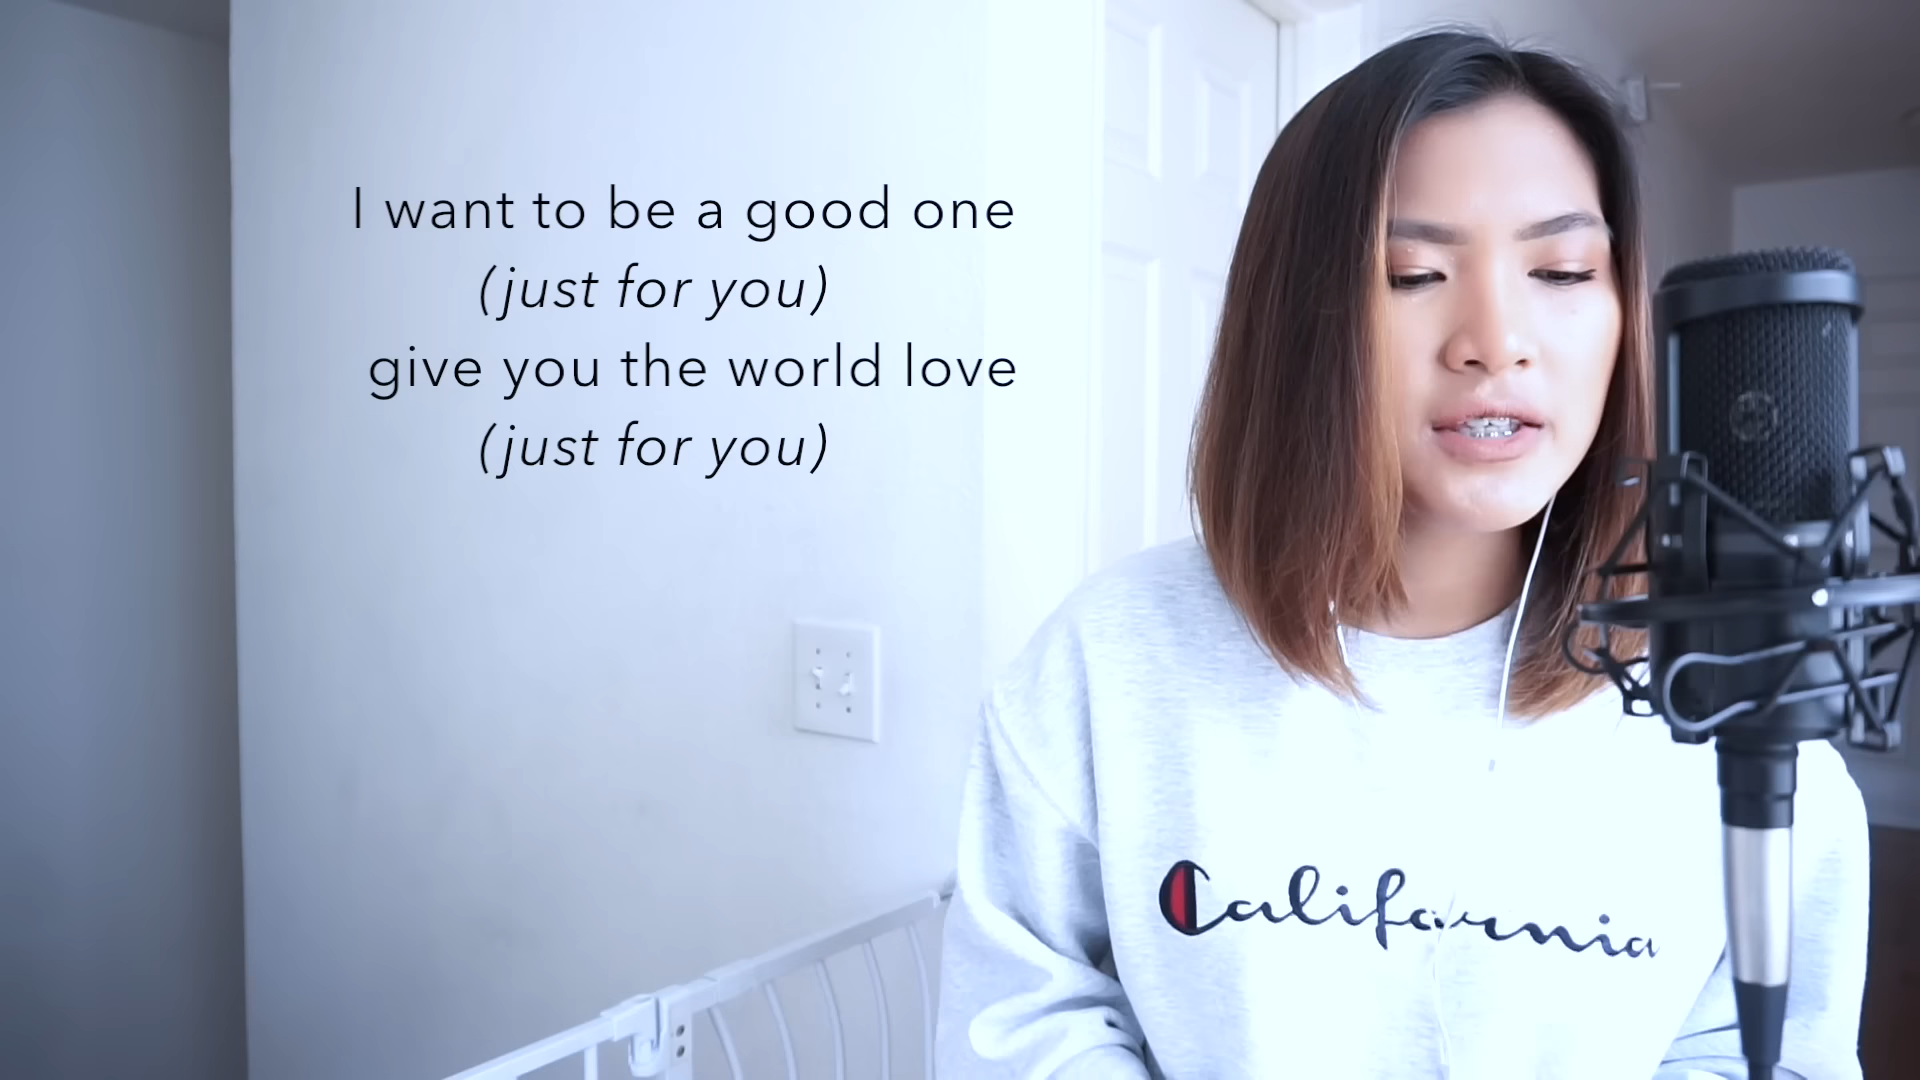 I want to be a good one
(just for you)
give you the world love
(just for you)
California